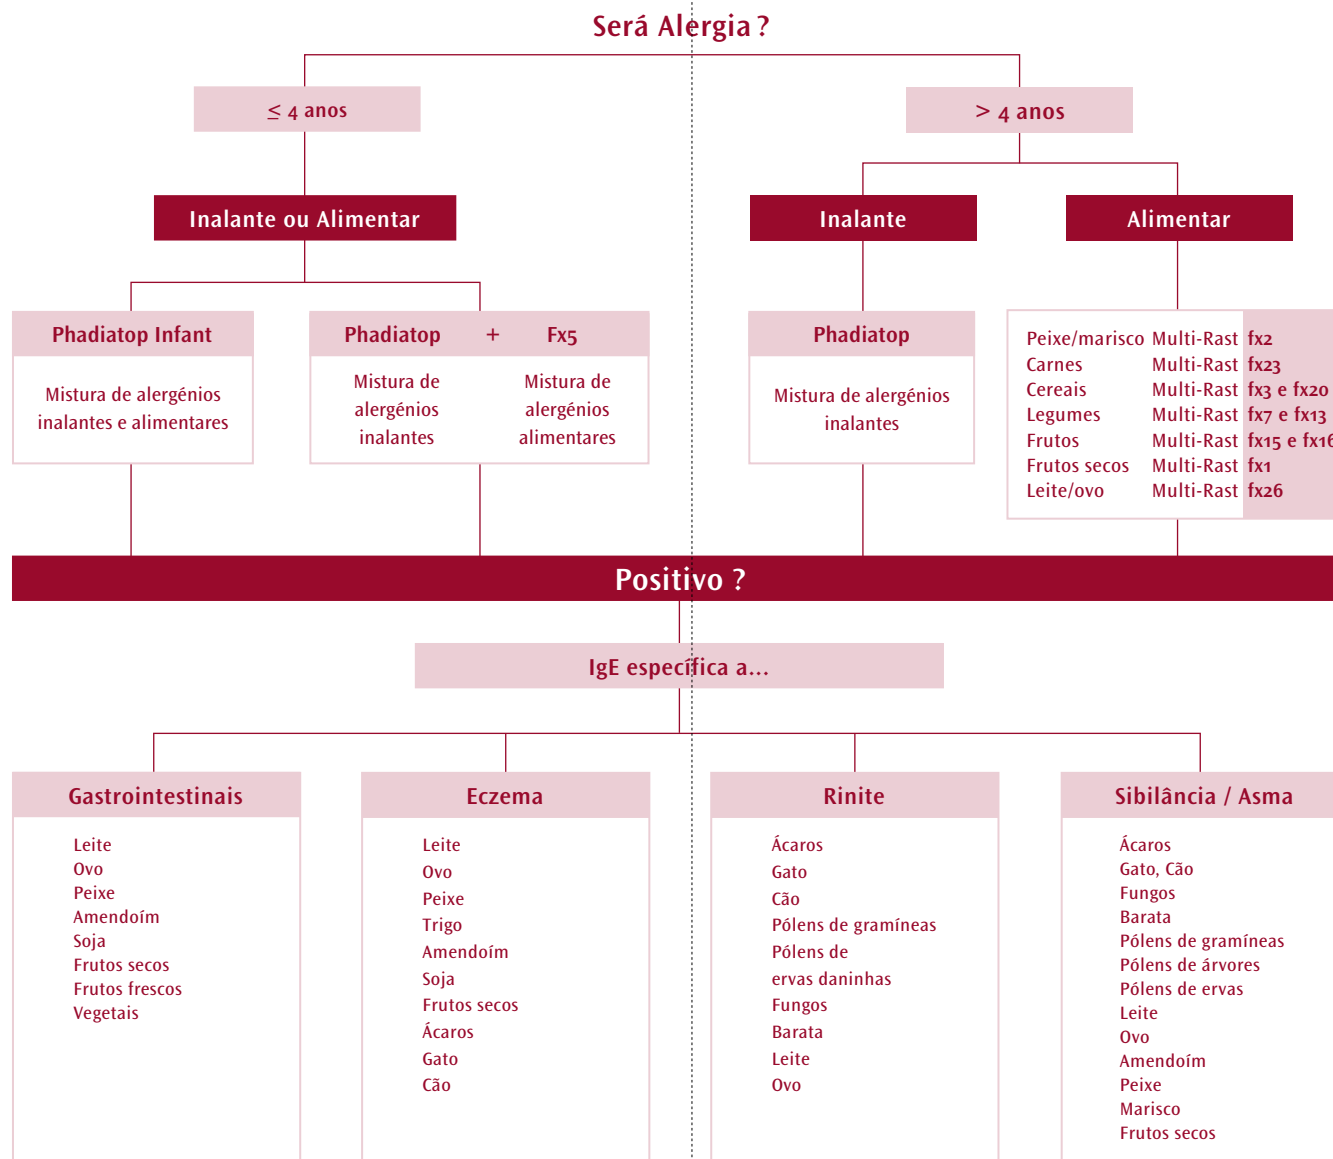 Será Alergia ?
≤ 4 anos
> 4 anos
Inalante ou Alimentar
Inalante
Alimentar
Phadiatop Infant
Mistura de alergénios
inalantes e alimentares
Phadiatop + Fx5
Mistura de
alergénios
inalantes
Mistura de
alergénios
alimentares
Phadiatop
Mistura de alergénios
inalantes
Peixe/marisco Multi-Rast fx2
Carnes Multi-Rast fx23
Cereais Multi-Rast fx3 e fx20
Legumes Multi-Rast fx7 e fx13
Frutos Multi-Rast fx15 e fx16
Frutos secos Multi-Rast fx1
Leite/ovo Multi-Rast fx26
Positivo ?
IgE específica a...
Gastrointestinais
Leite
Ovo
Peixe
Amendoím
Soja
Frutos secos
Frutos frescos
Vegetais
Eczema
Leite
Ovo
Peixe
Trigo
Amendoím
Soja
Frutos secos
Ácaros
Gato
Cão
Rinite
Ácaros
Gato
Cão
Pólens de gramíneas
Pólens de
ervas daninhas
Fungos
Barata
Leite
Ovo
Sibilância / Asma
Ácaros
Gato, Cão
Fungos
Barata
Pólens de gramíneas
Pólens de árvores
Pólens de ervas
Leite
Ovo
Amendoím
Peixe
Marisco
Frutos secos